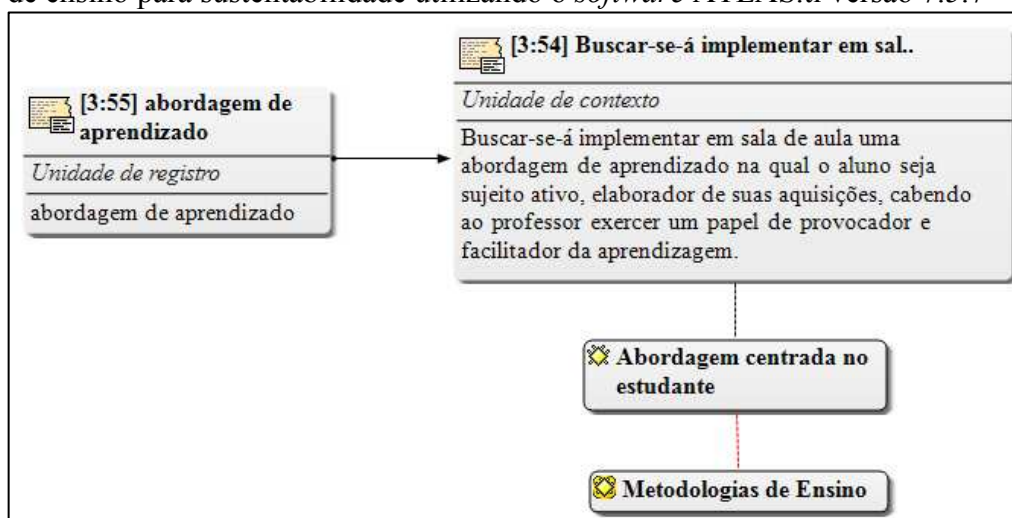 de ensino para sustentabilidade utilizando o software ATLAS.ti versão 7.5.7
[3:55] abordagem de
aprendizado
Unidade de registro
abordagem de aprendizado
[3:54] Buscar-se-á implementar em sal..
Unidade de contexto
Buscar-se-á implementar em sala de aula uma
abordagem de aprendizado na qual o aluno seja
sujeito ativo, elaborador de suas aquisições, cabendo
ao professor exercer um papel de provocador e
facilitador da aprendizagem.
Abordagem centrada no
estudante
Metodologias de Ensino